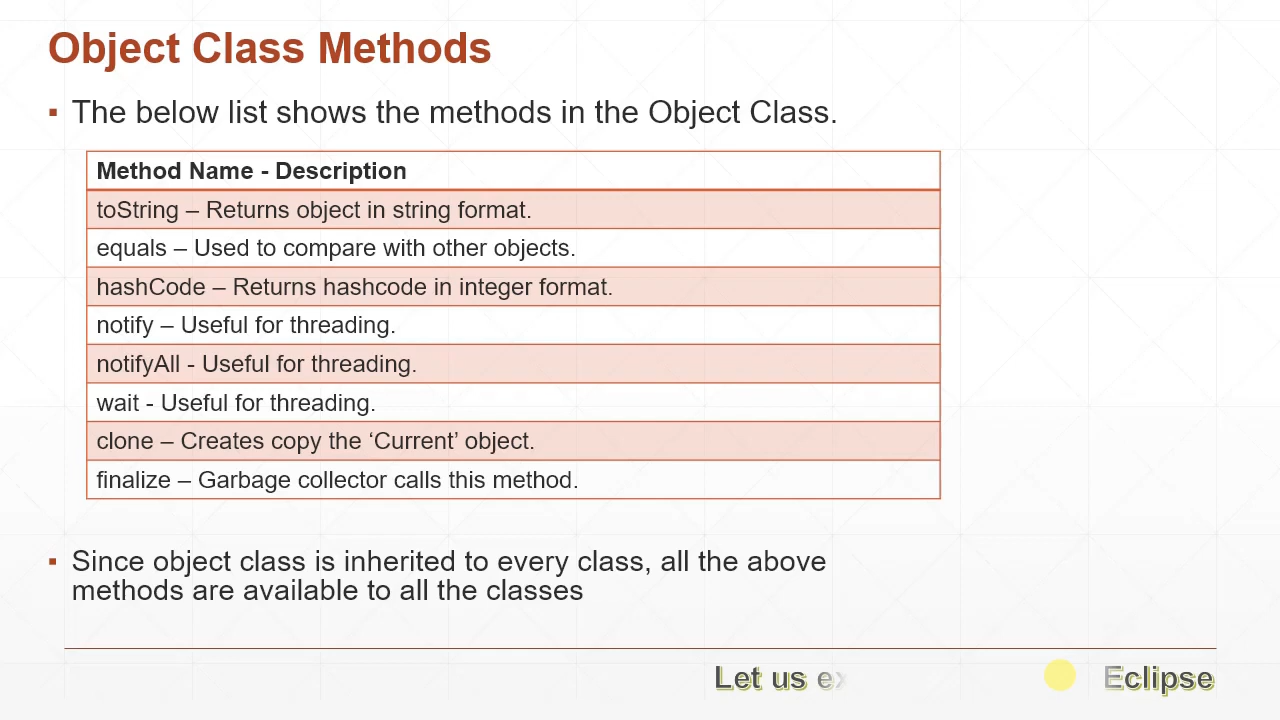 Object Class Methods
▪ The below list shows the methods in the Object Class.
Method Name - Description
toString – Returns object in string format.
equals – Used to compare with other objects.
hashCode – Returns hashcode in integer format.
notify – Useful for threading.
notifyAll - Useful for threading.
wait - Useful for threading.
clone – Creates copy the ‘Current’ object.
finalize – Garbage collector calls this method.
▪ Since object class is inherited to every class, all the above
methods are available to all the classes
Let us Eclipse